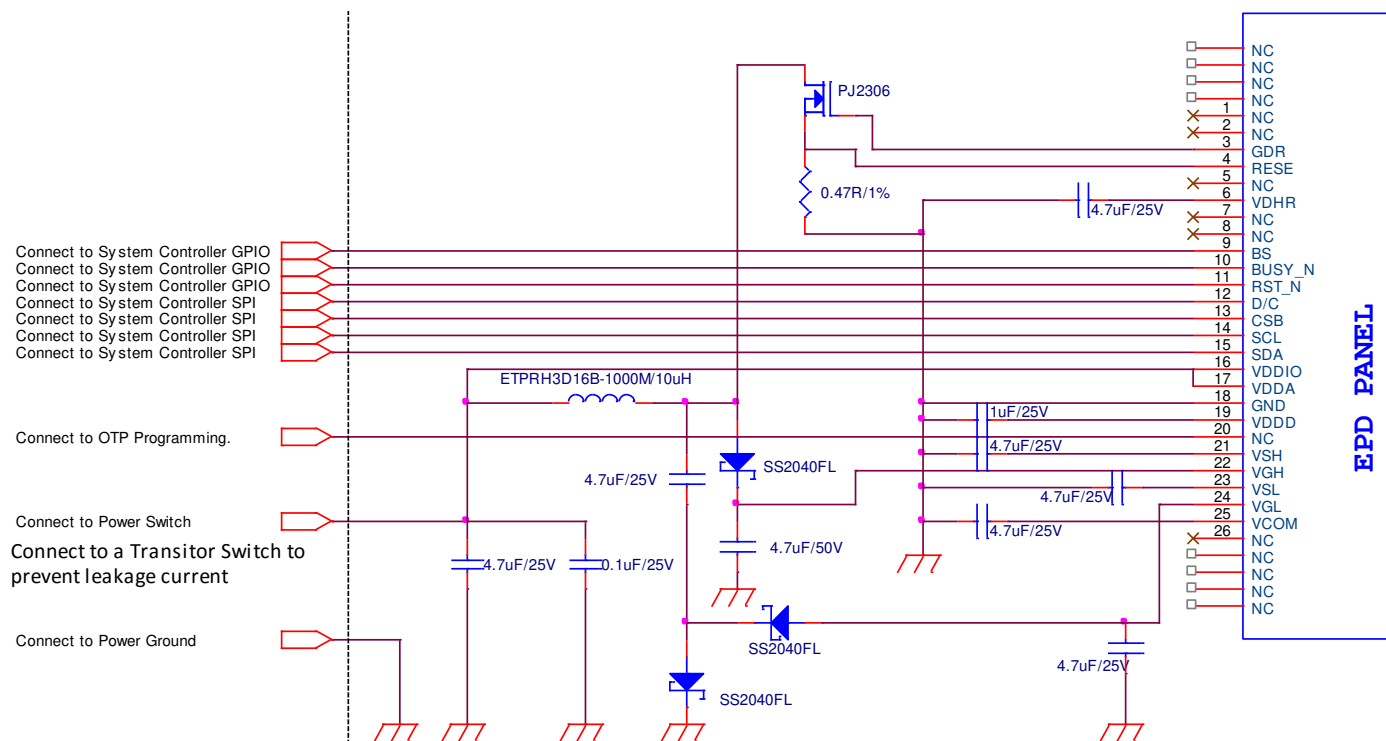 NC
NC
NC
NC
1 NC
2 NC
PJ2306
3 GDR
4 RESE
5 NC
0.47R/1%
6 VDHR
4.7uF/25V
7 NC
8 NC
Connect to System Controller GPIO
9 BS
Connect to System Controller GPIO
10 BUSY_N
Connect to System Controller GPIO
11 RST_N
Connect to System Controller SPI
12 D/C
Connect to System Controller SPI
13 CSB
Connect to System Controller SPI
14 SCL
Connect to System Controller SPI
15 SDA
16 VDDIO
ETPRH3D16B-1000M/10uH
17 VDDA
18 GND
1uF/25V
19 VDDD
Connect to OTP Programming.
20 NC
4.7uF/25V
21 VSH
SS2040FL
22 VGH
4.7uF/25V
23 VSL
4.7uF/25V
24 VGL
Connect to Power Switch
25 VCOM
4.7uF/25V
26 NC
Connect to a Transitor Switch to
prevent leakage current
4.7uF/50V
4.7uF/25V
0.1uF/25V
NC
NC
NC
NC
EPD PANEL
Connect to Power Ground
SS2040FL
4.7uF/25V
SS2040FL